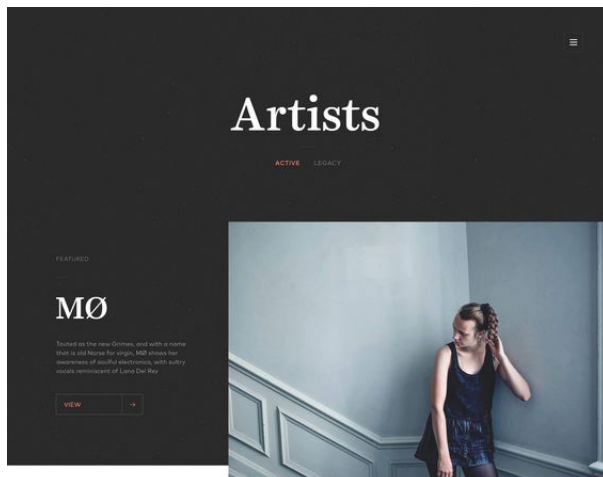 Artists
ACTIVE LEGACY
FEATURED
MØ
Touted as the new Grimes, and with a name
that is old Norse for virgin, MØ shows her
awareness of soulful electronica, with sultry
vocals reminiscent of Lana Del Rey
VIEW →